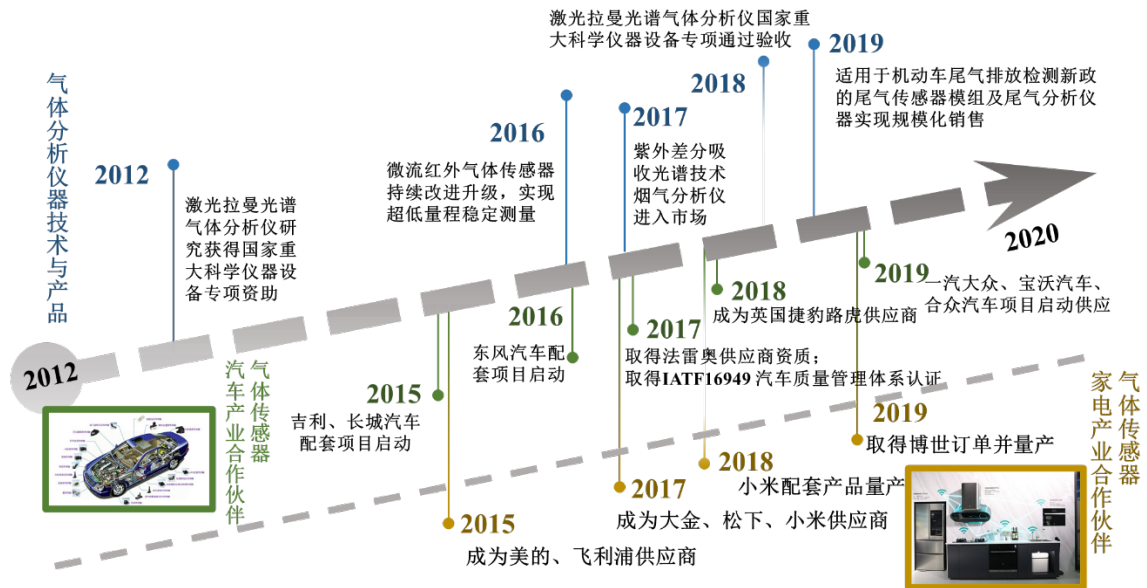 气体分析仪器技术与产品
2012
激光拉曼光谱
气体分析仪研
究获得国家重
大科学仪器设
备专项资助
2016
微流红外气体传感器
持续改进升级，实现
超低量程稳定测量
2017
紫外差分吸
收光谱技术
烟气分析仪
进入市场
激光拉曼光谱气体分析仪国家重
大科学仪器设备专项通过验收
2018
2019
适用于机动车尾气排放检测新政
的尾气传感器模组及尾气分析仪
器实现规模化销售
2012
2020
气体传感器
汽车产业合作伙伴
2015
吉利、长城汽车
配套项目启动
2016
东风汽车配
套项目启动
2017
取得法雷奥供应商资质；
取得IATF16949 汽车质量管理体系认证
2018
成为英国捷豹路虎供应商
2019
一汽大众、宝沃汽车、
合众汽车项目启动供应
2015
成为美的、飞利浦供应商
2017
成为大金、松下、小米供应商
2018
小米配套产品量产
2019
取得博世订单并量产
气体传感器
家电产业合作伙伴